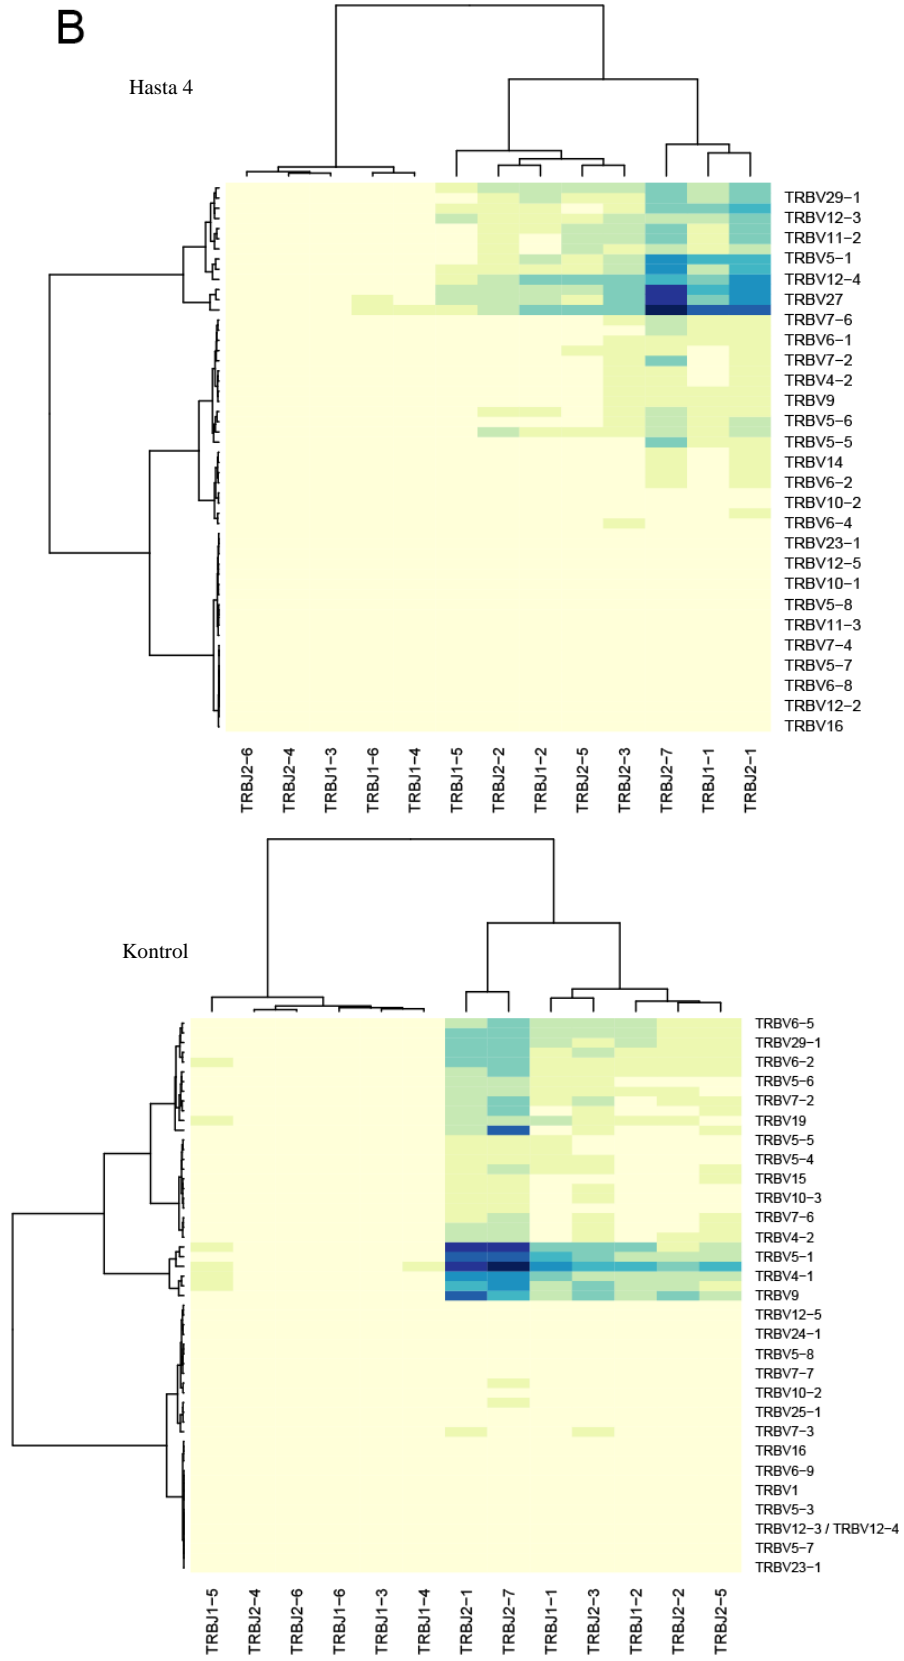 B
Hasta 4
TRBV29-1
TRBV12-3
TRBV11-2
TRBV5-1
TRBV12-4
TRBV27
TRBV7-6
TRBV6-1
TRBV7-2
TRBV4-2
TRBV9
TRBV5-6
TRBV5-5
TRBV14
TRBV6-2
TRBV10-2
TRBV6-4
TRBV23-1
TRBV12-5
TRBV10-1
TRBV5-8
TRBV11-3
TRBV7-4
TRBV5-7
TRBV6-8
TRBV12-2
TRBV16
TRBJ2-6
TRBJ2-4
TRBJ1-3
TRBJ1-6
TRBJ1-4
TRBJ1-5
TRBJ2-2
TRBJ1-2
TRBJ2-5
TRBJ2-3
TRBJ2-7
TRBJ1-1
TRBJ2-1
Kontrol
TRBV6-5
TRBV29-1
TRBV6-2
TRBV5-6
TRBV7-2
TRBV19
TRBV5-5
TRBV5-4
TRBV15
TRBV10-3
TRBV7-6
TRBV4-2
TRBV5-1
TRBV4-1
TRBV9
TRBV12-5
TRBV24-1
TRBV5-8
TRBV7-7
TRBV10-2
TRBV25-1
TRBV7-3
TRBV16
TRBV6-9
TRBV1
TRBV5-3
TRBV12-3 / TRBV12-4
TRBV5-7
TRBV23-1
TRBJ1-5
TRBJ2-4
TRBJ2-6
TRBJ1-6
TRBJ1-3
TRBJ1-4
TRBJ2-1
TRBJ2-7
TRBJ1-1
TRBJ2-3
TRBJ1-2
TRBJ2-2
TRBJ2-5